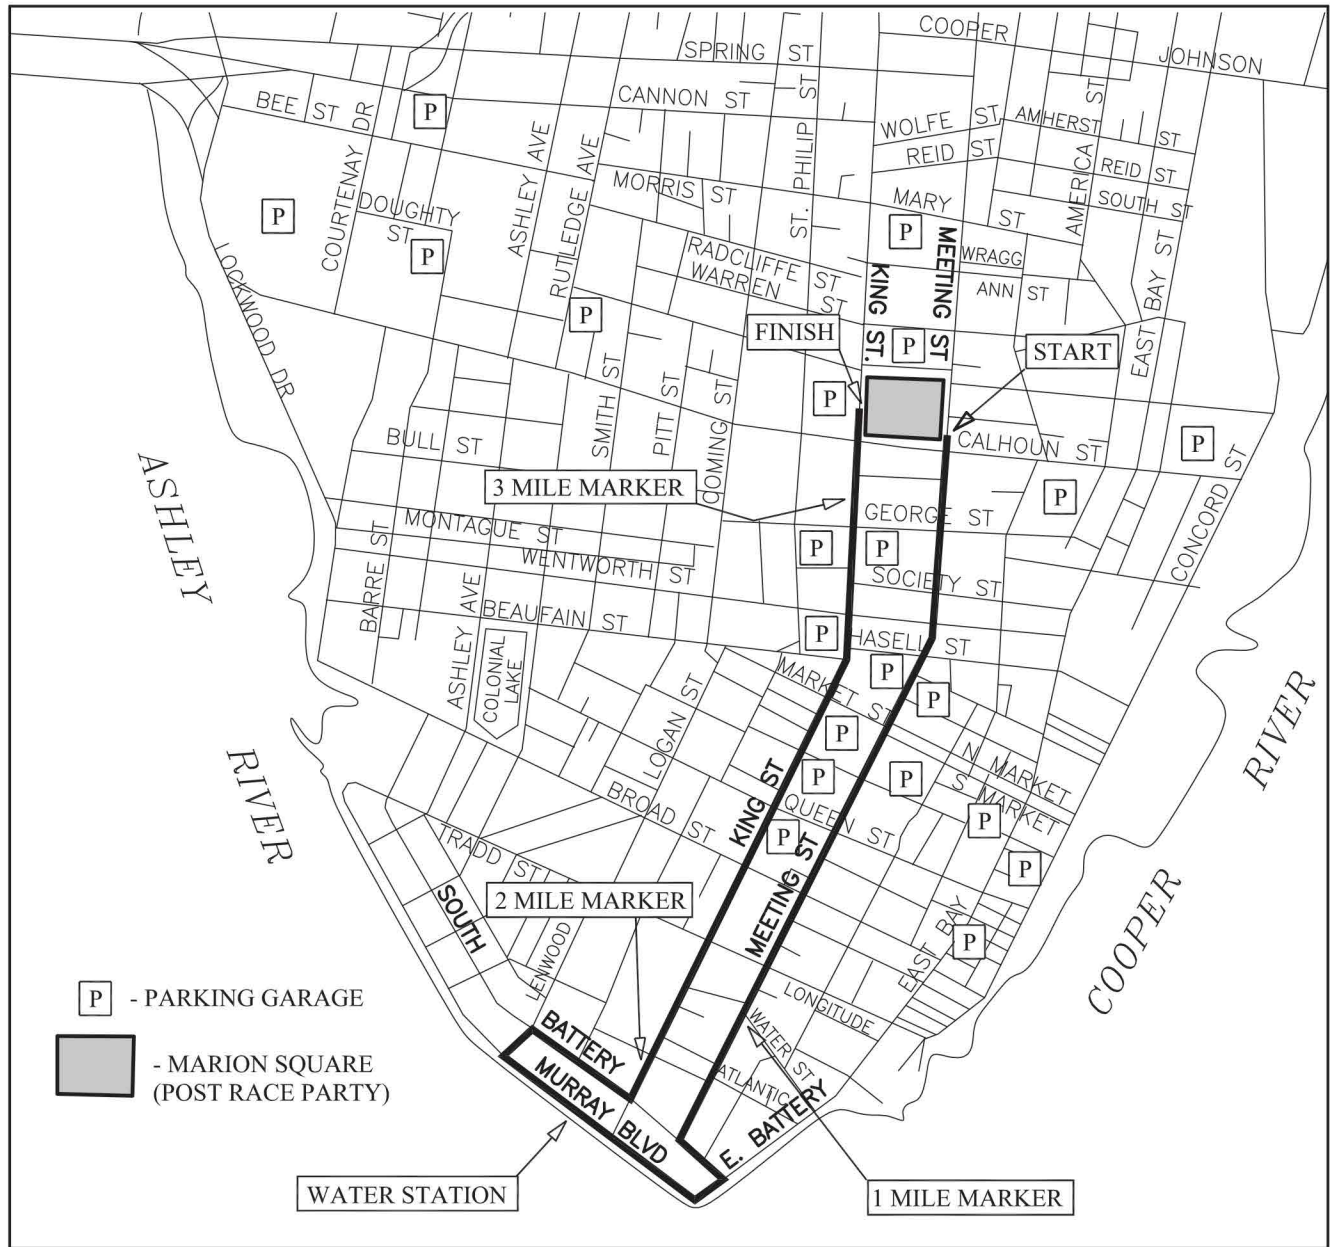 COOPER
SPRING ST
JOHNSON
CANNON ST
BEE ST
ST
WOLFE ST
AMHERST
ST
REID ST
REID ST
SOUTH ST
COURTENAY DR
ASHLEY AVE
RUTLEDGE AVE
ST. PHILIP ST
AMERICA
MORRIS ST
MARY ST
DOUGHTY
ST
P
P
P
P
P
RADCLIFFE ST
WARREN ST
KING ST.
MEETING ST
WRAGG
ANN ST
EAST BAY ST
LOCKWOOD DR
FINISH
P
START
P
SMITH ST
PITT ST
COMING ST
BULL ST
CALHOUN ST
P
CONCORD ST
3 MILE MARKER
P
GEORGE ST
MONTAGUE ST
WENTWORTH ST
P
P
SOCIETY ST
BARRE ST
ASHLEY AVE
BEAUFAIN ST
P
HASELL ST
ASHLEY
RIVER
COLONIAL
LAKE
LOGAN ST
MARKET ST
P
P
N MARKET
S MARKET
P
P
P
KING ST
QUEEN ST
BROAD ST
P
MEETING ST
P
P
P
TRADD ST
SOUTH
BATTERY
2 MILE MARKER
LENWOOD
EAST BAY
LONGITUDE
WATER ST
ATLANTIC
E. BATTERY
MURRAY BLVD
COOPER
RIVER
P - PARKING GARAGE
- MARION SQUARE
(POST RACE PARTY)
WATER STATION
1 MILE MARKER